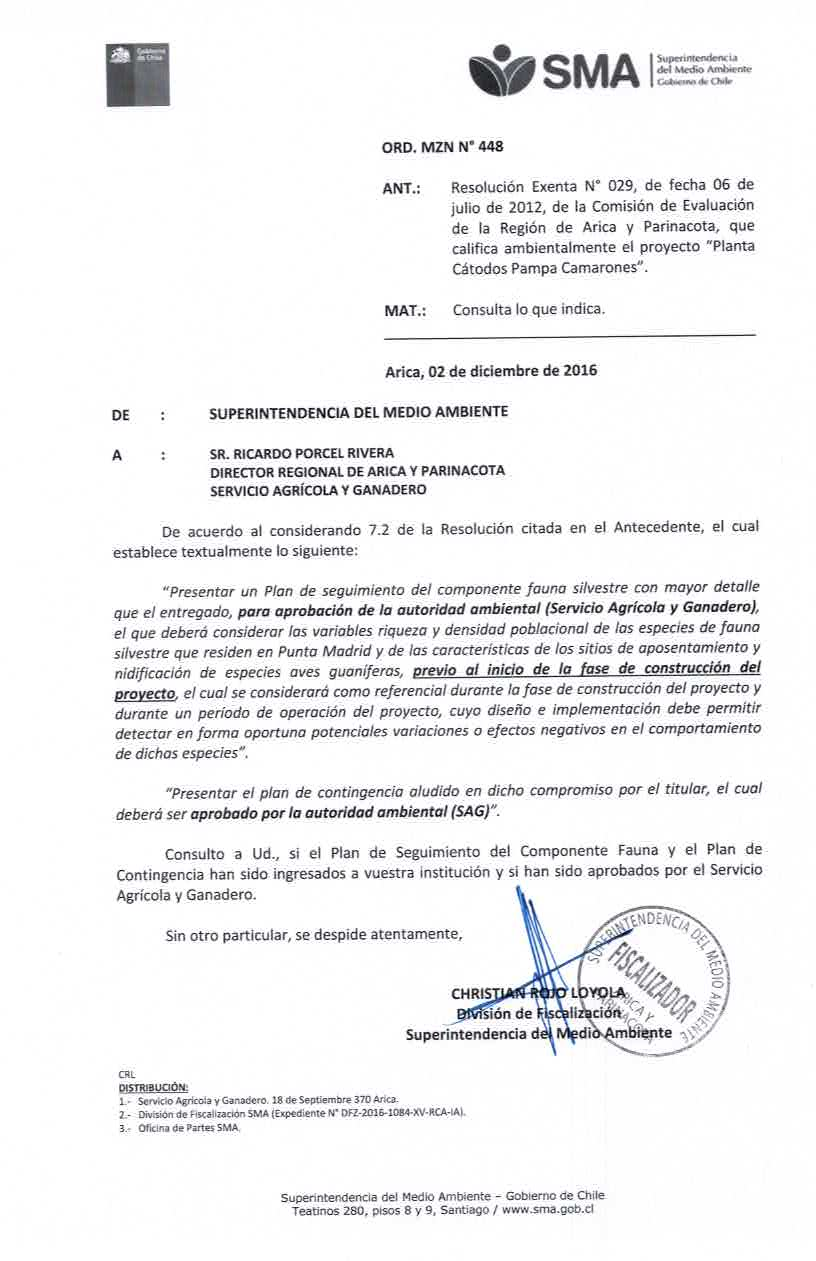 Gobierno
de Chile
SMA
Superintendencia
del Medio Ambiente
Gobierno de Chile
ORD. MZN N° 448
ANT.: Resolución Exenta N° 029, de fecha 06 de
julio de 2012, de la Comisión de Evaluación
de la Región de Arica y Parinacota, que
califica ambientalmente el proyecto "Planta
Cátodos Pampa Camarones".
MAT.: Consulta lo que indica.
Arica, 02 de diciembre de 2016
DE : SUPERINTENDENCIA DEL MEDIO AMBIENTE
A : SR. RICARDO PORCEL RIVERA
DIRECTOR REGIONAL DE ARICA Y PARINACOTA
SERVICIO AGRÍCOLA Y GANADERO
De acuerdo al considerando 7.2 de la Resolución citada en el Antecedente, el cual
establece textualmente lo siguiente:
"Presentar un Plan de seguimiento del componente fauna silvestre con mayor detalle
que el entregado, para aprobación de la autoridad ambiental (Servicio Agrícola y Ganadero),
el que deberá considerar las variables riqueza y densidad poblacional de las especies de fauna
silvestre que residen en Punta Madrid y de las características de los sitios de aposentamiento y
nidificación de especies aves guaníferas, previo al inicio de la fase de construcción del
proyecto, el cual se considerará como referencial durante la fase de construcción del proyecto y
durante un período de operación del proyecto, cuyo diseño e implementación debe permitir
detectar en forma oportuna potenciales variaciones o efectos negativos en el comportamiento
de dichas especies".
"Presentar el plan de contingencia aludido en dicho compromiso por el titular, el cual
deberá ser aprobado por la autoridad ambiental (SAG)".
Consulto a Ud., si el Plan de Seguimiento del Componente Fauna y el Plan de
Contingencia han sido ingresados a vuestra institución y si han sido aprobados por el Servicio
Agrícola y Ganadero.
Sin otro particular, se despide atentamente,
SUPERINTENDENCIA DEL MEDIO AMBIENTE
FISCALIZADOR
ARICA Y
PARINACOTA
CHRISTIAN ROJO LOYOLA
División de Fiscalización
Superintendencia del Medio Ambiente
CRL
DISTRIBUCIÓN:
1.- Servicio Agrícola y Ganadero. 18 de Septiembre 370 Arica.
2.- División de Fiscalización SMA (Expediente N° DFZ-2016-1084-XV-RCA-IA).
3.- Oficina de Partes SMA.
Superintendencia del Medio Ambiente – Gobierno de Chile
Teatinos 280, pisos 8 y 9, Santiago / www.sma.gob.cl